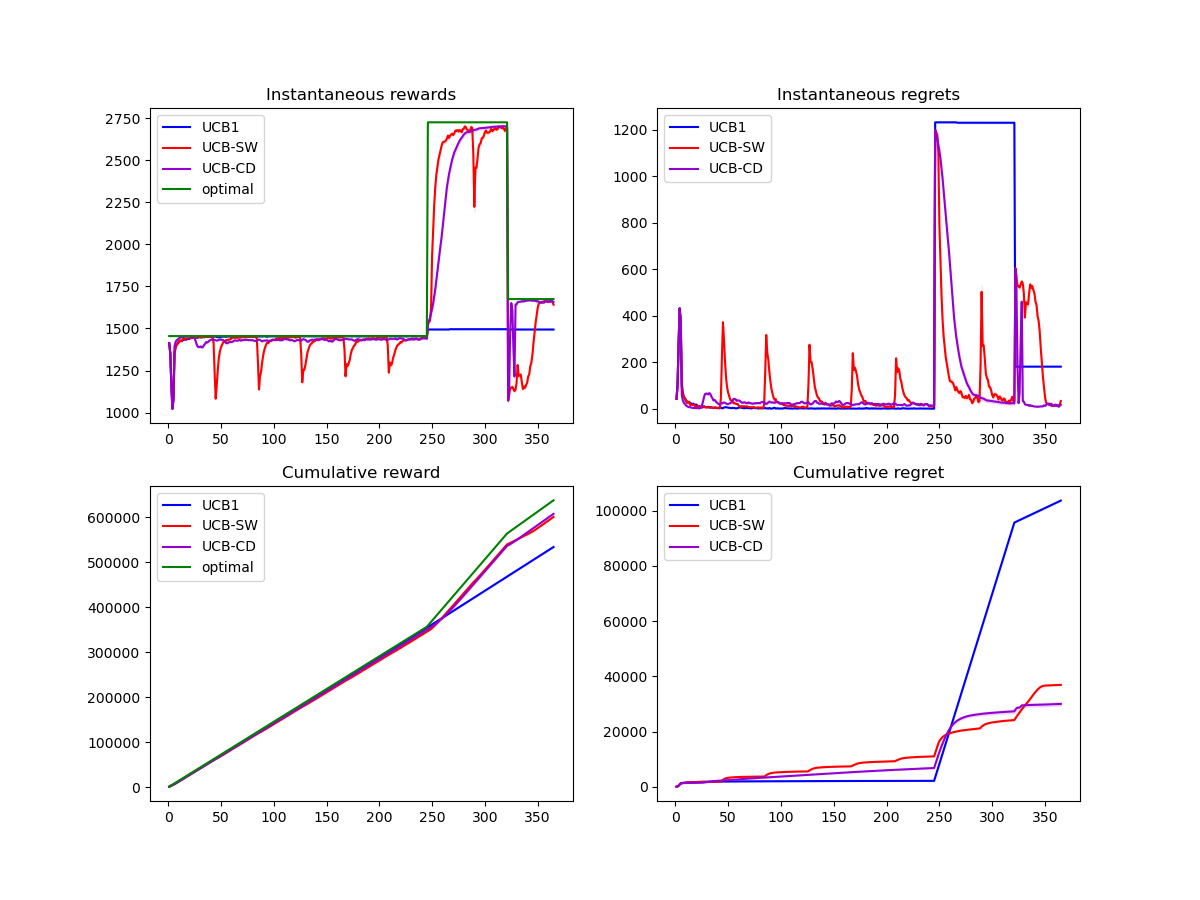 Instantaneous rewards
2750
2500
2250
2000
1750
1500
1250
1000
UCB1
UCB-SW
UCB-CD
optimal
0 50 100 150 200 250 300 350
Instantaneous regrets
1200
1000
800
600
400
200
0
UCB1
UCB-SW
UCB-CD
0 50 100 150 200 250 300 350
Cumulative reward
600000
500000
400000
300000
200000
100000
0
UCB1
UCB-SW
UCB-CD
optimal
0 50 100 150 200 250 300 350
Cumulative regret
100000
80000
60000
40000
20000
0
UCB1
UCB-SW
UCB-CD
0 50 100 150 200 250 300 350